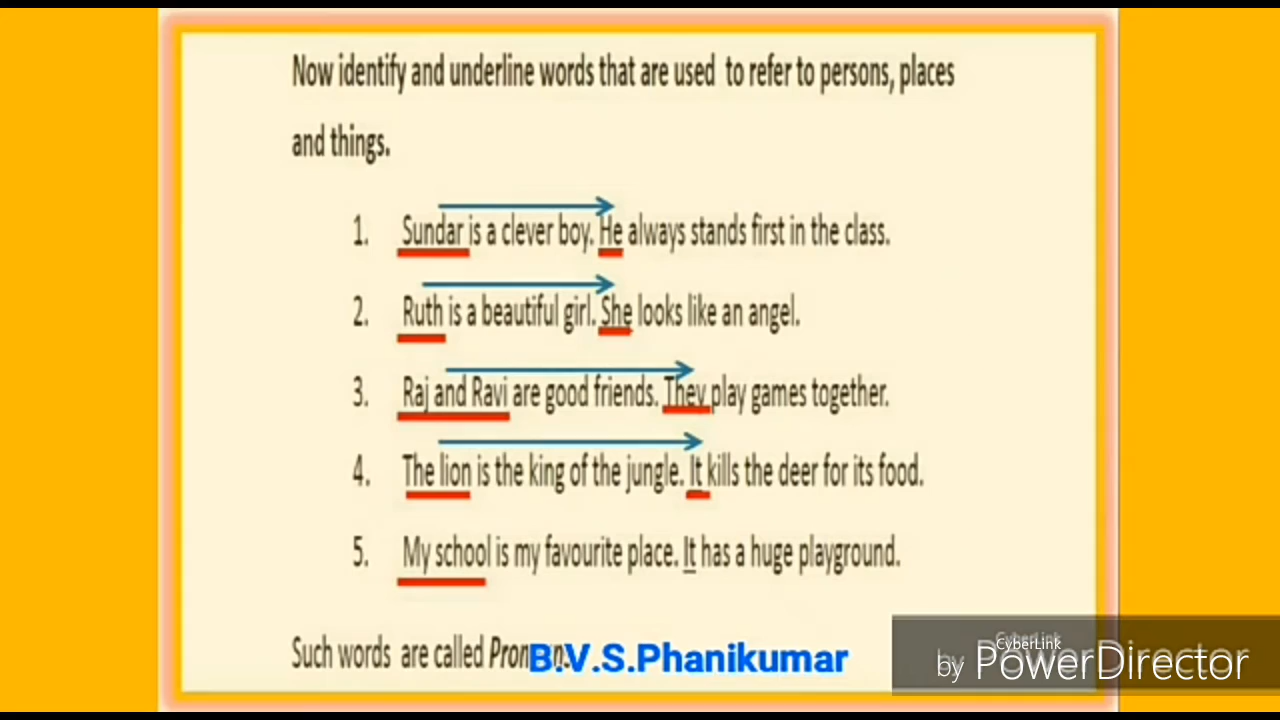 Now identify and underline words that are used to refer to persons, places
and things.
1. Sundar is a clever boy. He always stands first in the class.
2. Ruth is a beautiful girl. She looks like an angel.
3. Raj and Ravi are good friends. They play games together.
4. The lion is the king of the jungle. It kills the deer for its food.
5. My school is my favourite place. It has a huge playground.
Such words are called
B.V.S.Phanikumar
CyberLink
by PowerDirector